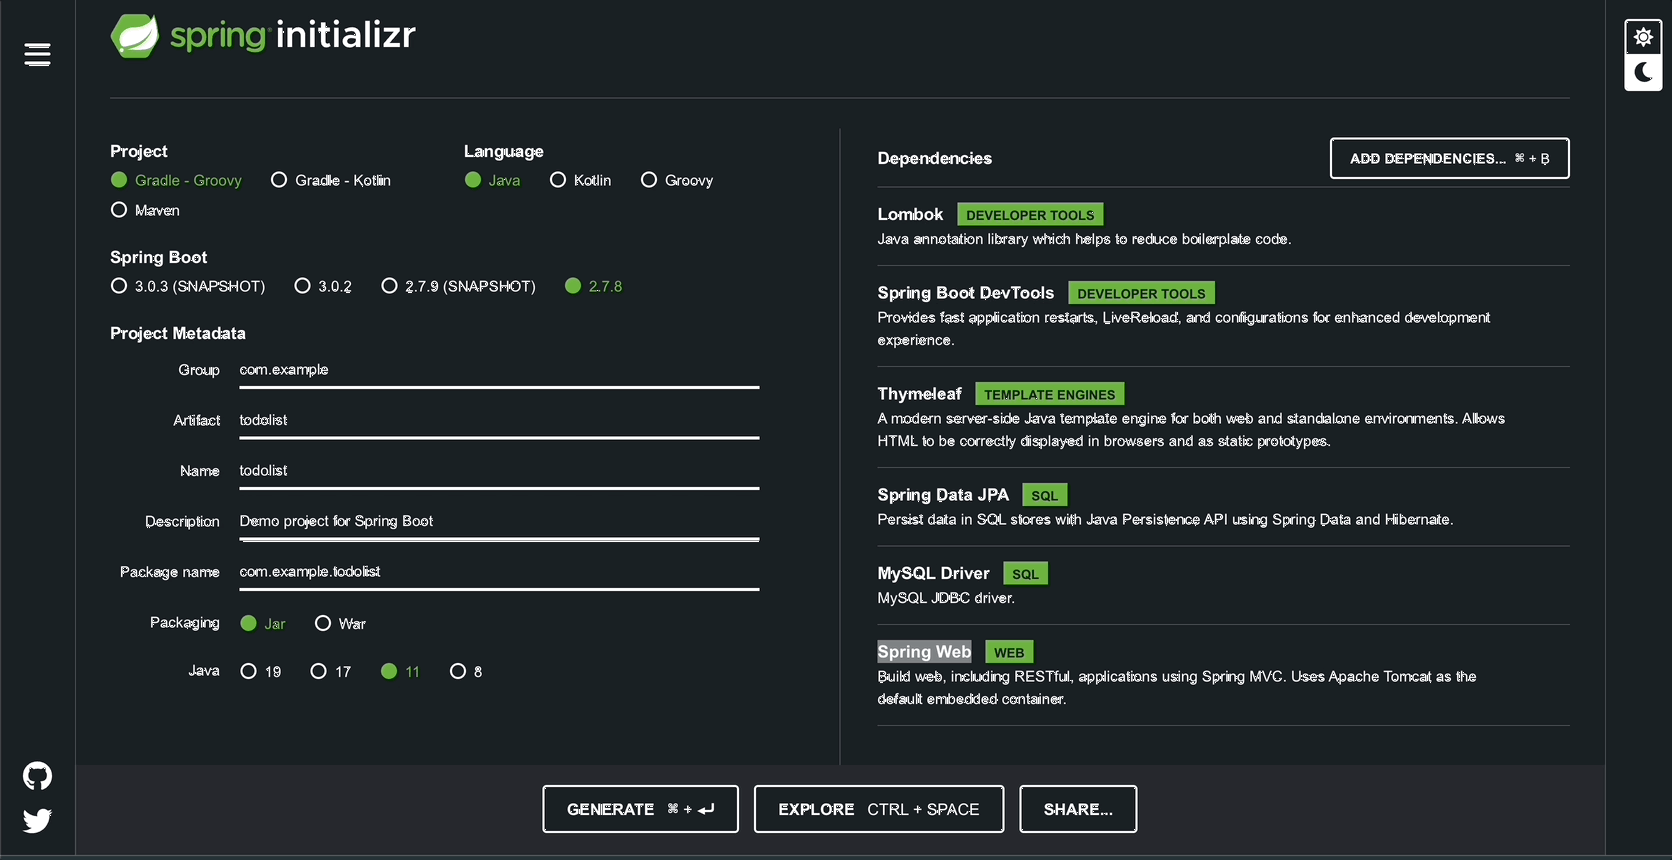 spring initializr
Project
Gradle - Groovy Gradle - Kotlin
Maven
Language
Java Kotlin Groovy
Spring Boot
3.0.3 (SNAPSHOT) 3.0.2 2.7.9 (SNAPSHOT) 2.7.8
Project Metadata
Group com.example
Artifact todolist
Name todolist
Description Demo project for Spring Boot
Package name com.example.todolist
Packaging Jar War
Java 19 17 11 8
Dependencies ADD DEPENDENCIES... ⌘ + B
Lombok DEVELOPER TOOLS
Java annotation library which helps to reduce boilerplate code.
Spring Boot DevTools DEVELOPER TOOLS
Provides fast application restarts, LiveReload, and configurations for enhanced development
experience.
Thymeleaf TEMPLATE ENGINES
A modern server-side Java template engine for both web and standalone environments. Allows
HTML to be correctly displayed in browsers and as static prototypes.
Spring Data JPA SQL
Persist data in SQL stores with Java Persistence API using Spring Data and Hibernate.
MySQL Driver SQL
MySQL JDBC driver.
Spring Web WEB
Build web, including RESTful, applications using Spring MVC. Uses Apache Tomcat as the
default embedded container.
GENERATE ⌘ + ↵ EXPLORE CTRL + SPACE SHARE...